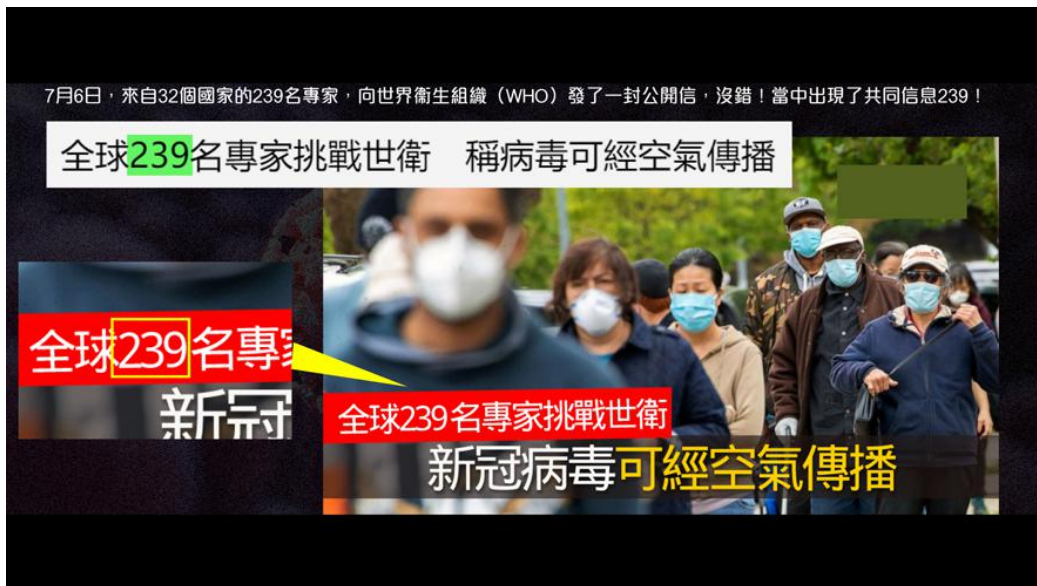 7月6日，來自32個國家的239名專家，向世界衞生組織（WHO）發了一封公開信，沒錯！當中出現了共同信息239！
全球239名專家挑戰世衛　稱病毒可經空氣傳播
全球239名專
新冠
全球239名專家挑戰世衛
新冠病毒可經空氣傳播